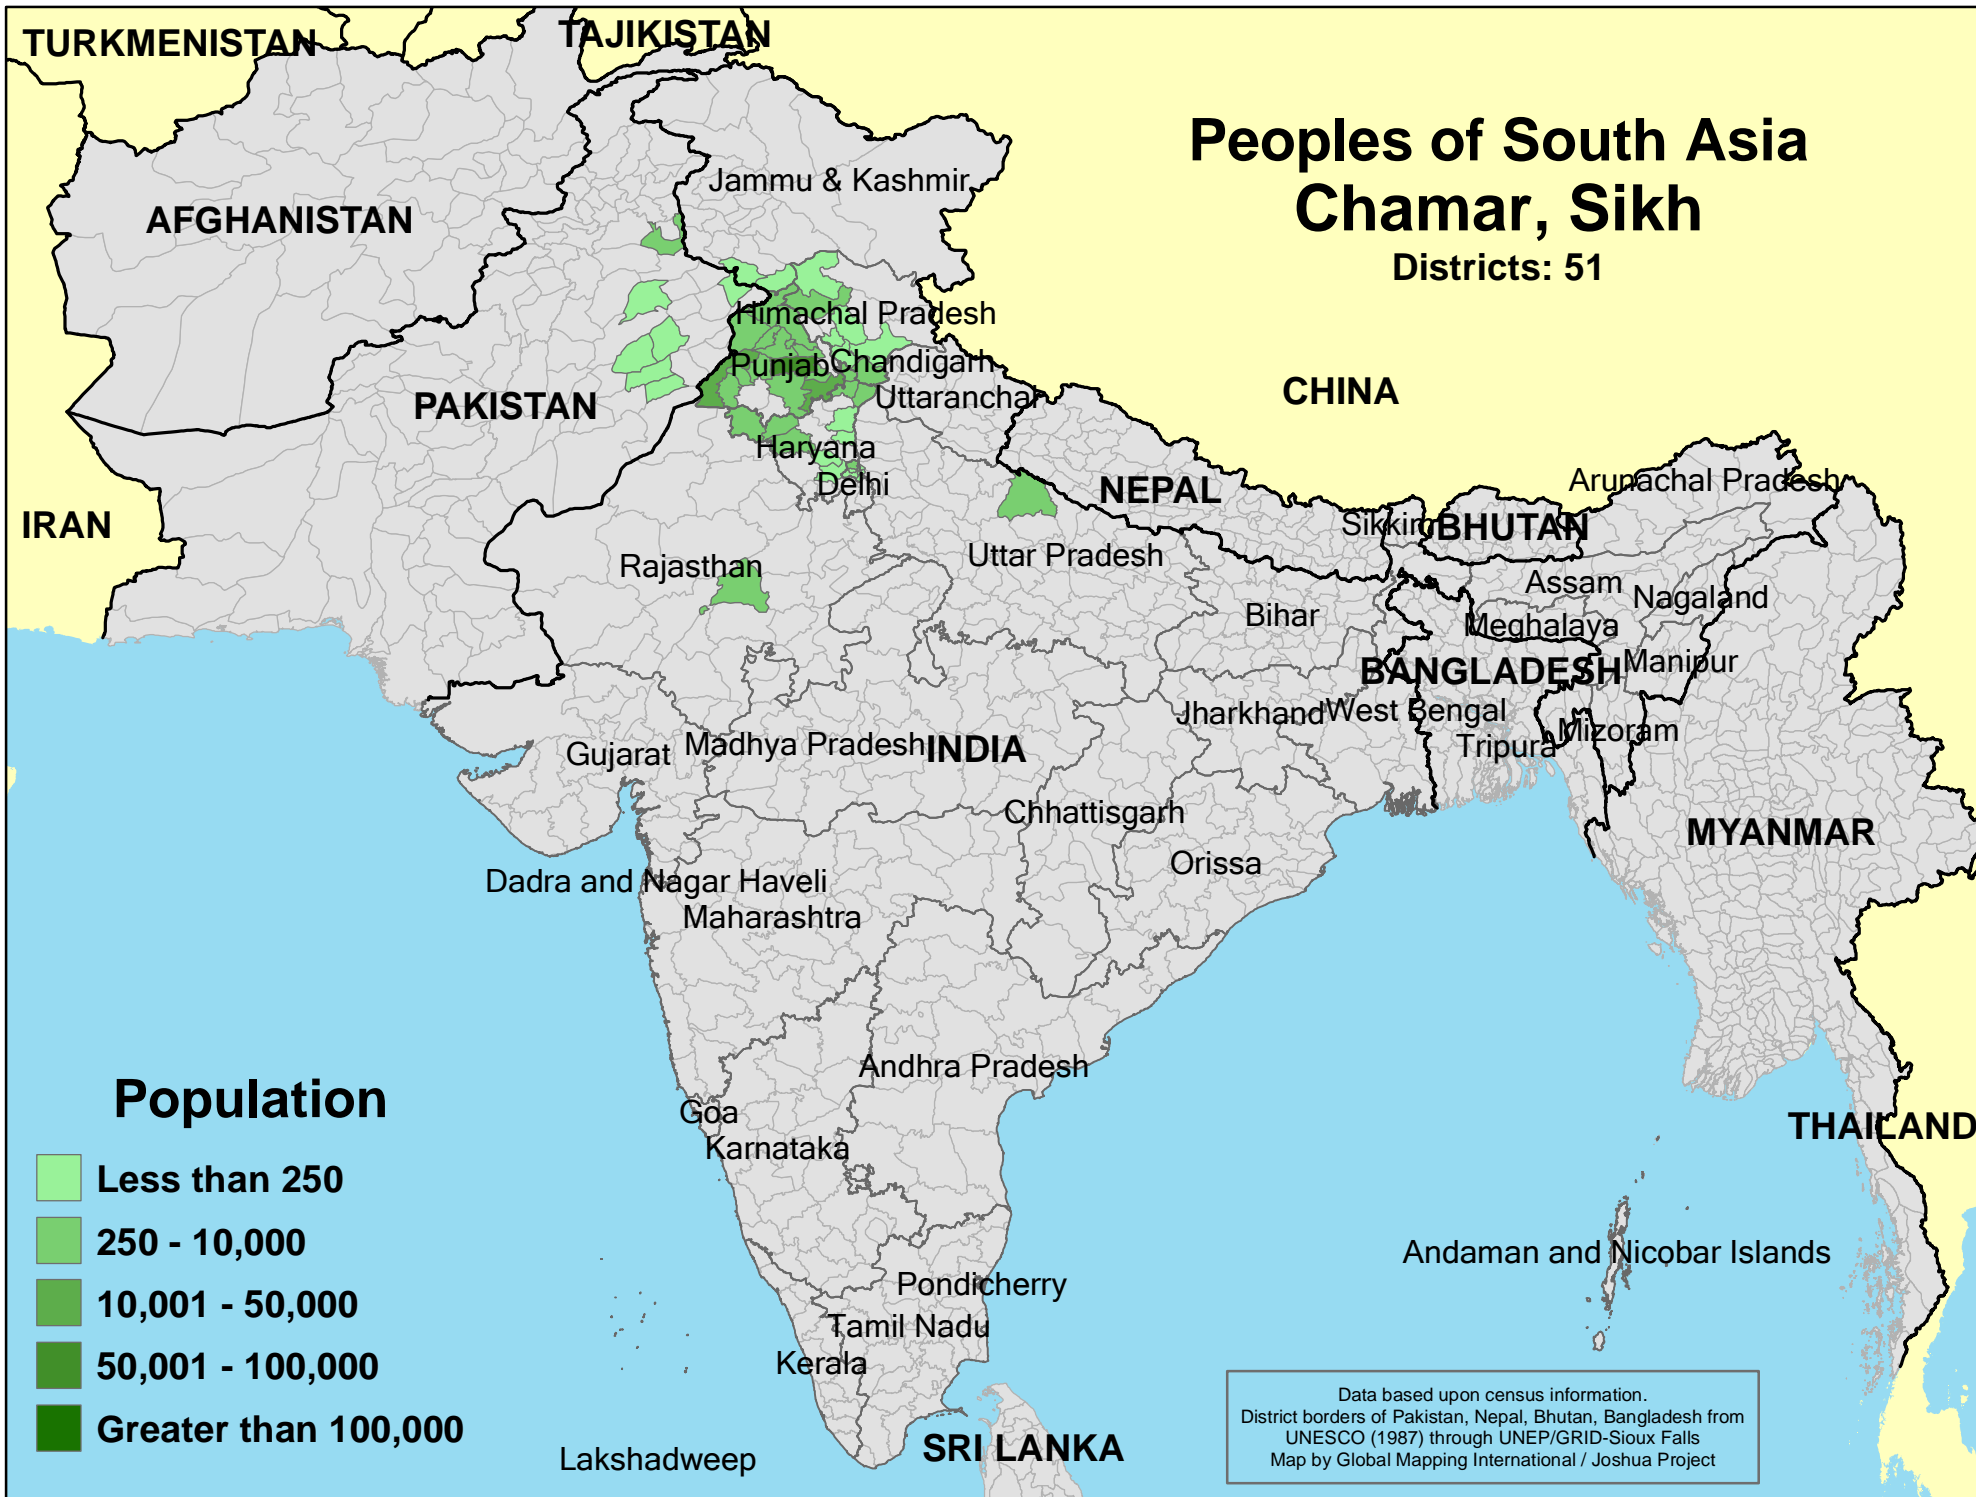 TURKMENISTAN
TAJIKISTAN
Peoples of South Asia
Chamar, Sikh
Districts: 51
Jammu & Kashmir
AFGHANISTAN
Himachal Pradesh
Punjab
Chandigarh
CHINA
PAKISTAN
Uttaranchal
Haryana
Delhi
NEPAL
Arunachal Pradesh
IRAN
Sikkim
BHUTAN
Rajasthan
Uttar Pradesh
Assam
Nagaland
Bihar
Meghalaya
BANGLADESH
Manipur
Jharkhand
West Bengal
Mizoram
Tripura
Gujarat
Madhya Pradesh
INDIA
Chhattisgarh
MYANMAR
Orissa
Dadra and Nagar Haveli
Maharashtra
Andhra Pradesh
Goa
Karnataka
THAILAND
Andaman and Nicobar Islands
Pondicherry
Tamil Nadu
Kerala
Lakshadweep
SRI LANKA
Population
Less than 250
250 - 10,000
10,001 - 50,000
50,001 - 100,000
Greater than 100,000
Data based upon census information.
District borders of Pakistan, Nepal, Bhutan, Bangladesh from
UNESCO (1987) through UNEP/GRID-Sioux Falls
Map by Global Mapping International / Joshua Project